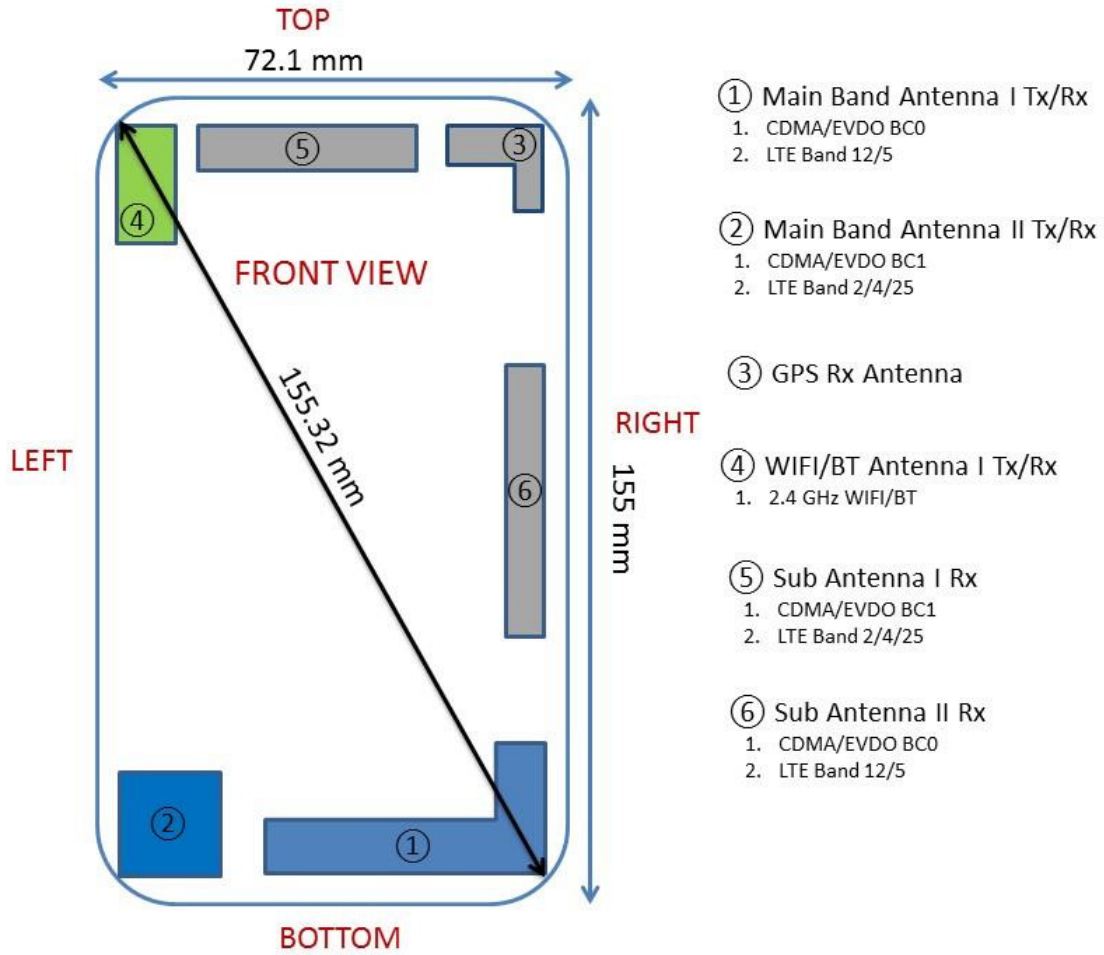 TOP
72.1 mm
① Main Band Antenna I Tx/Rx
1. CDMA/EVDO BC0
2. LTE Band 12/5
⑤
③
④
② Main Band Antenna II Tx/Rx
1. CDMA/EVDO BC1
2. LTE Band 2/4/25
FRONT VIEW
③ GPS Rx Antenna
155.32 mm
RIGHT
LEFT
④ WIFI/BT Antenna I Tx/Rx
1. 2.4 GHz WIFI/BT
⑥
155 mm
⑤ Sub Antenna I Rx
1. CDMA/EVDO BC1
2. LTE Band 2/4/25
⑥ Sub Antenna II Rx
1. CDMA/EVDO BC0
2. LTE Band 12/5
②
①
BOTTOM